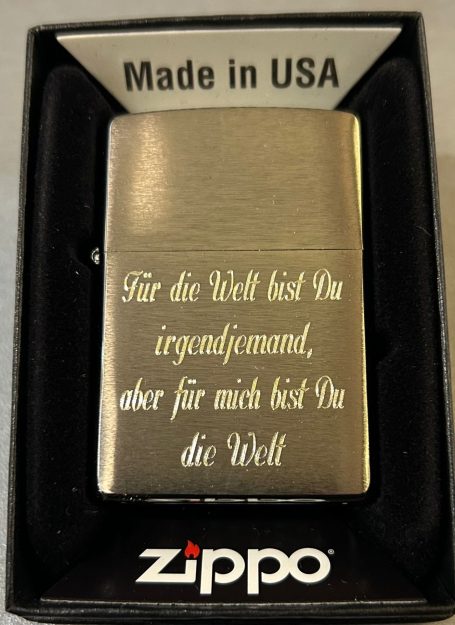 Made in USA
Für die Welt bist Du
irgendjemand,
aber für mich bist Du
die Welt
zippo®